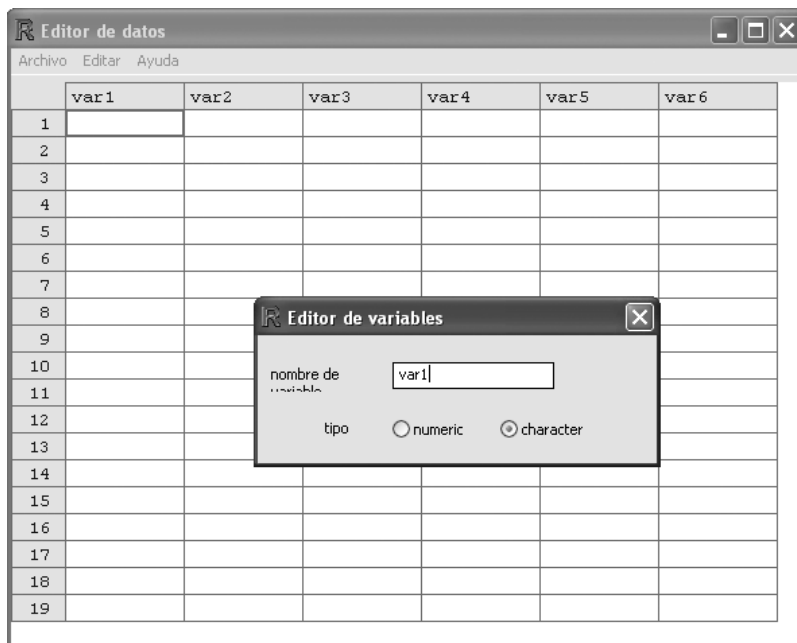 R Editor de datos
Archivo Editar Ayuda
var1 var2 var3 var4 var5 var6
1
2
3
4
5
6
7
8
9
10
11
12
13
14
15
16
17
18
19
R Editor de variables
nombre de
variable
var1
tipo numeric character